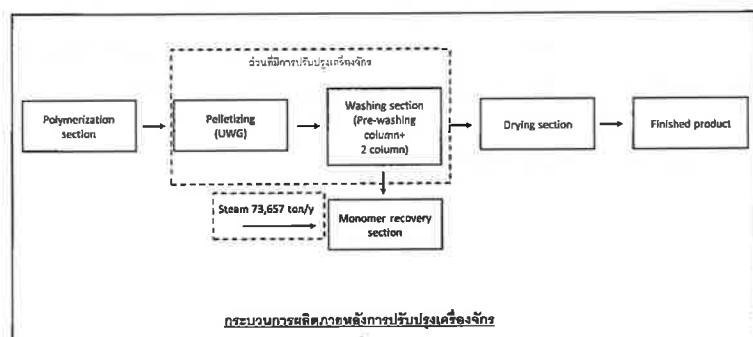 ส่วนที่มีการปรับปรุงเครื่องจักร
Polymerization
section
Pelletizing
(UWG)
Washing section
(Pre-washing
column+
2 column)
Drying section
Finished product
Steam 73,657 ton/y
Monomer recovery
section
กระบวนการผลิตภายหลังการปรับปรุงเครื่องจักร